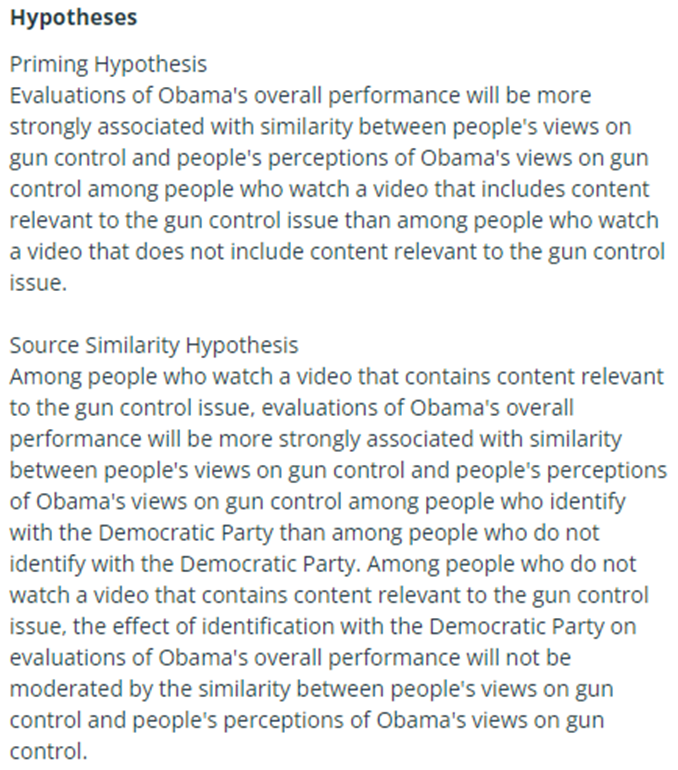 Hypotheses
Priming Hypothesis
Evaluations of Obama's overall performance will be more
strongly associated with similarity between people's views on
gun control and people's perceptions of Obama's views on gun
control among people who watch a video that includes content
relevant to the gun control issue than among people who watch
a video that does not include content relevant to the gun control
issue.
Source Similarity Hypothesis
Among people who watch a video that contains content relevant
to the gun control issue, evaluations of Obama's overall
performance will be more strongly associated with similarity
between people's views on gun control and people's perceptions
of Obama's views on gun control among people who identify
with the Democratic Party than among people who do not
identify with the Democratic Party. Among people who do not
watch a video that contains content relevant to the gun control
issue, the effect of identification with the Democratic Party on
evaluations of Obama's overall performance will not be
moderated by the similarity between people's views on gun
control and people's perceptions of Obama's views on gun
control.